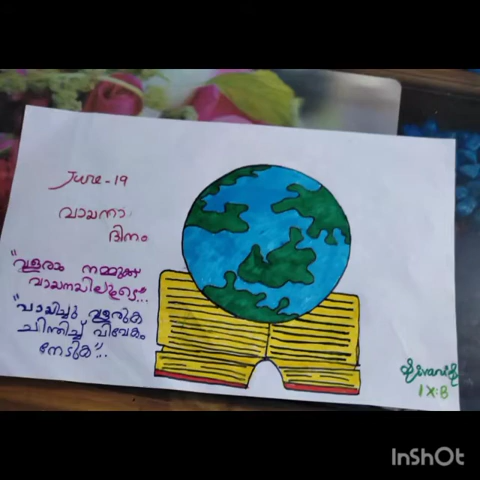 June-19
വായനാ
ദിനം
"വളരാം നമ്മുക്ക്
വായനയിലൂടെ...
"വായിച്ചു വളരുക
ചിന്തിച്ച് വിവേകം
നേടുക"...
IX:B
InShOt